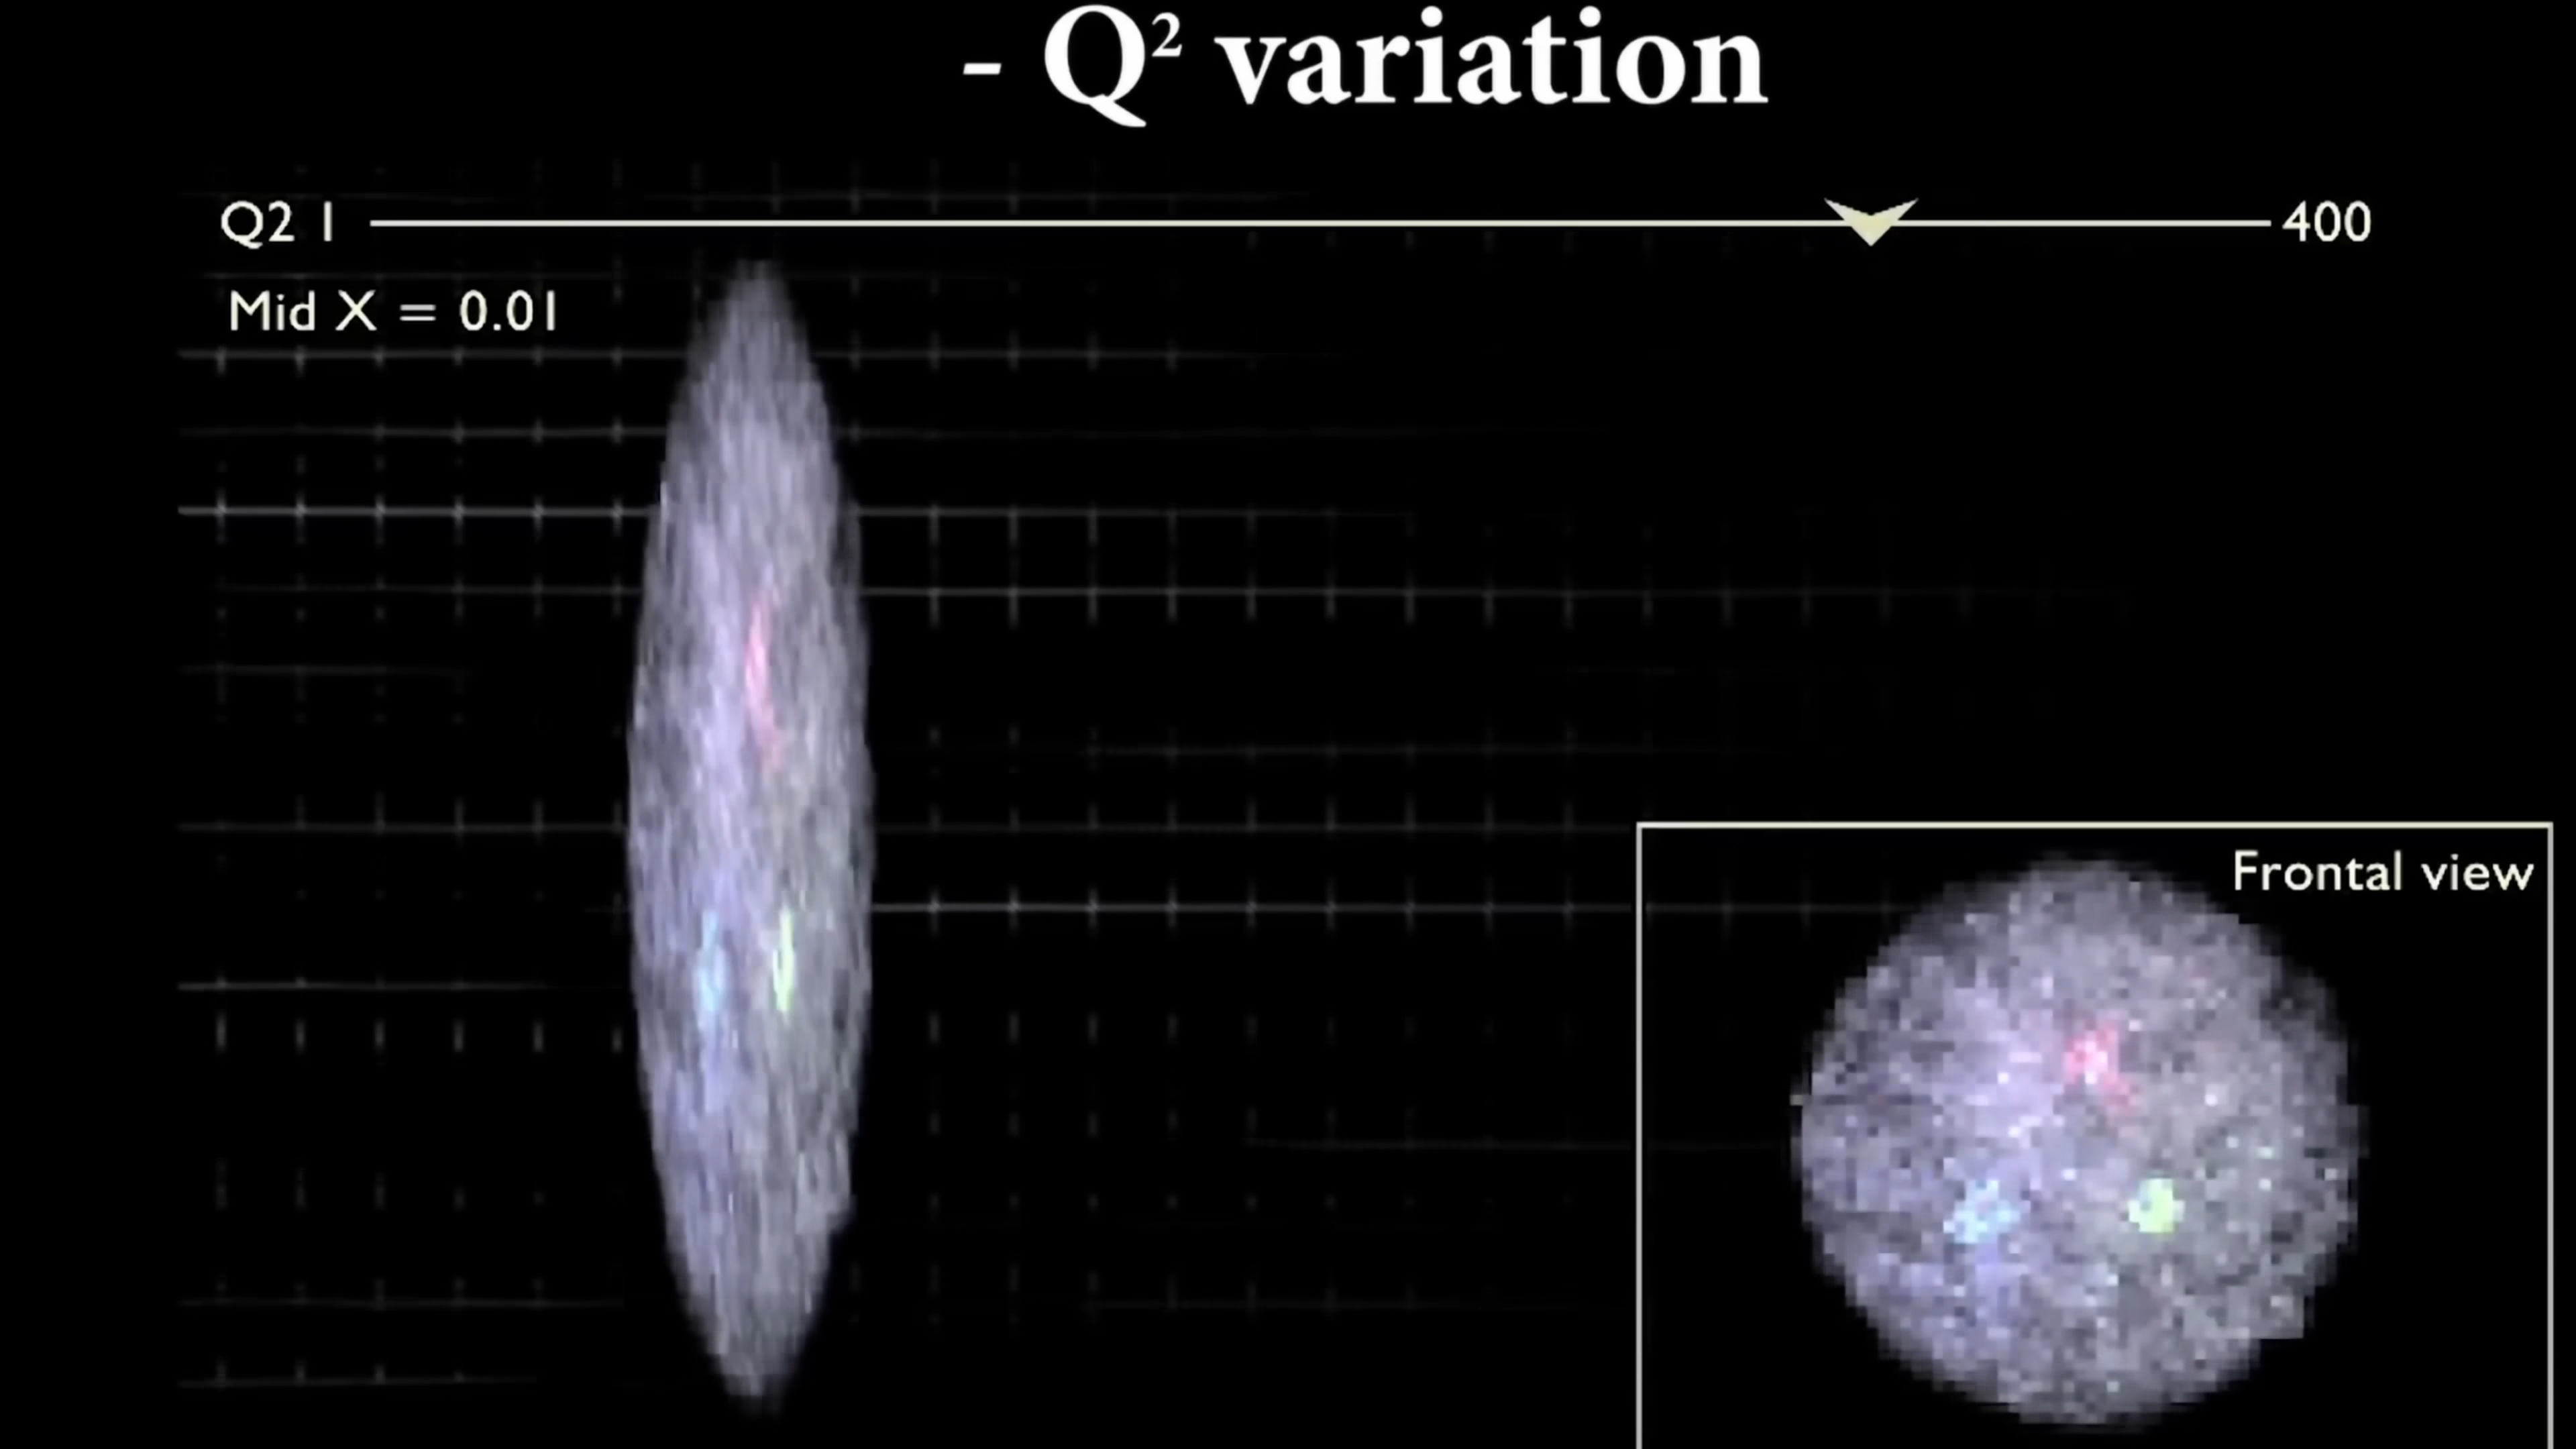 - Q² variation
Q2 1 400
Mid X = 0.01
Frontal view